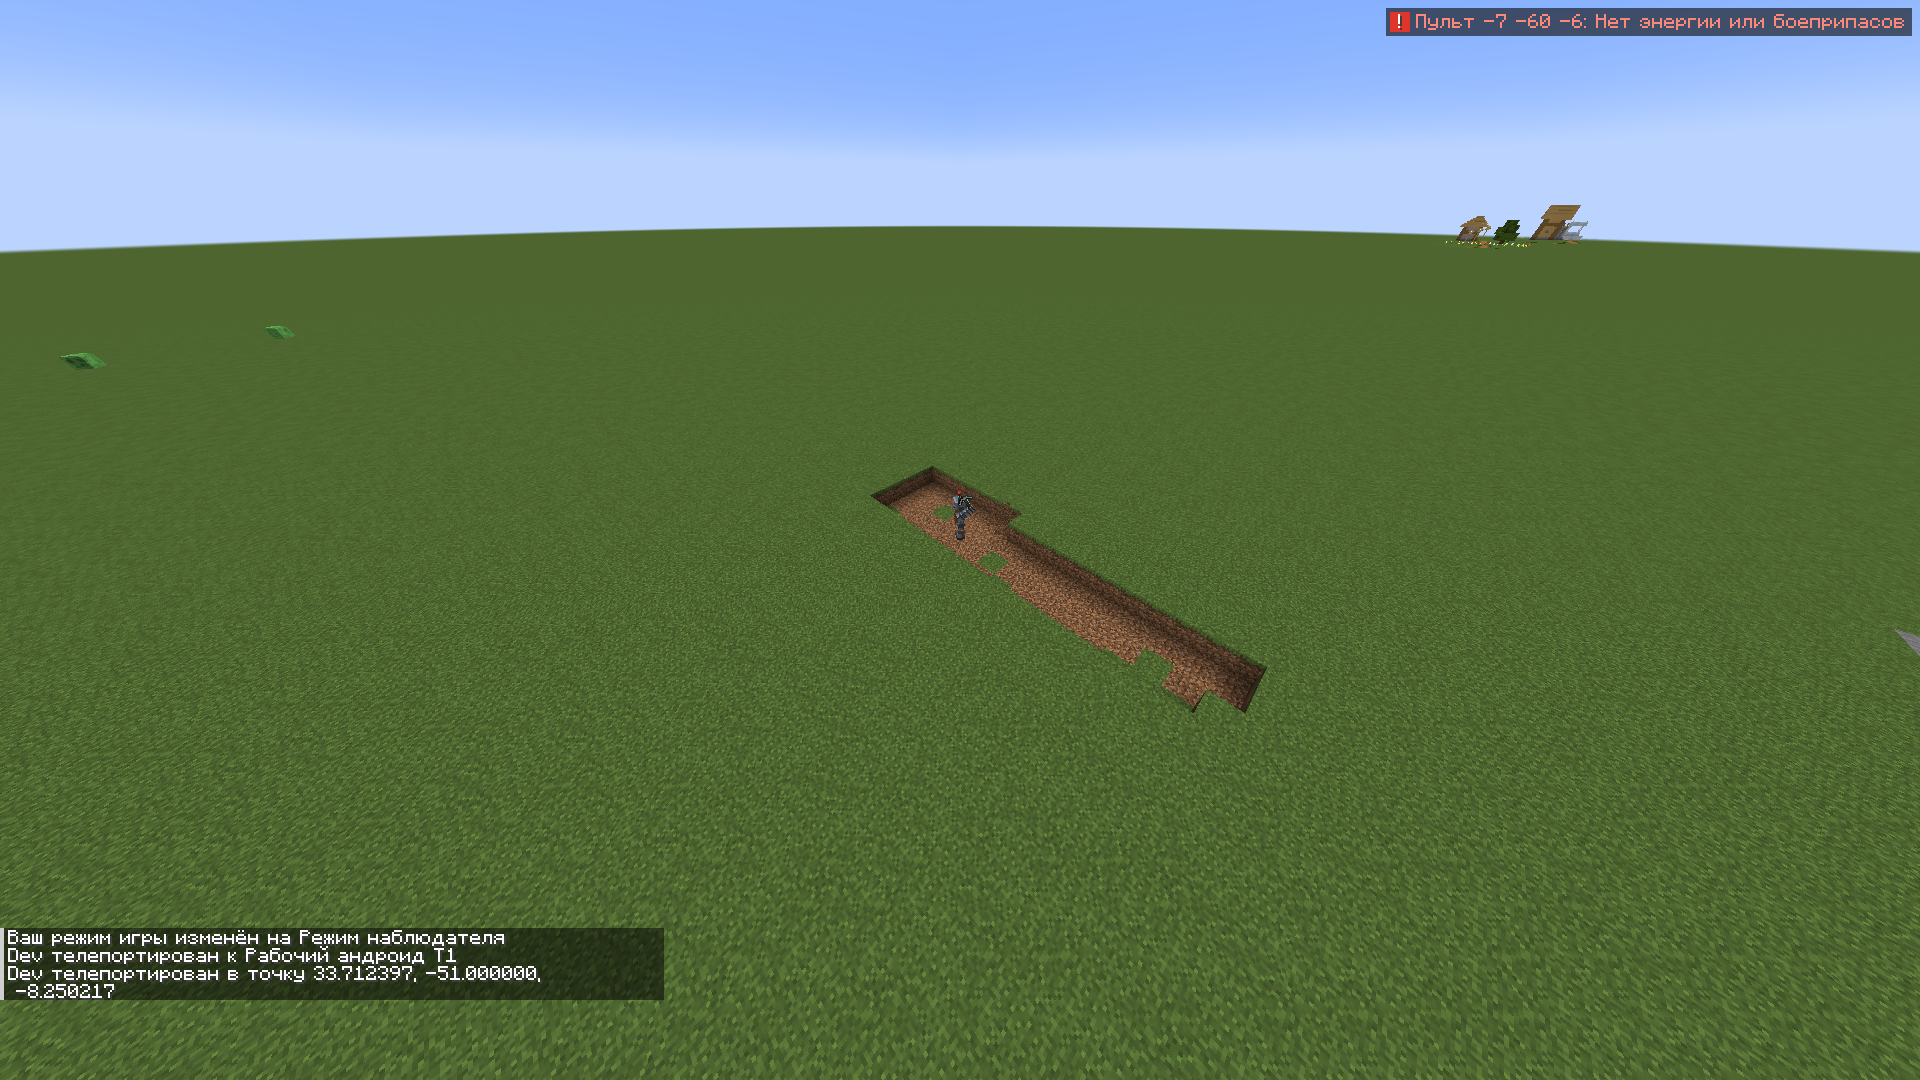 ! Пульт -7 -60 -6: Нет энергии или боеприпасов
Ваш режим игры изменён на Режим наблюдателя
Dev телепортирован к Рабочий андроид T1
Dev телепортирован в точку 33.712397, -51.000000,
-8.250217